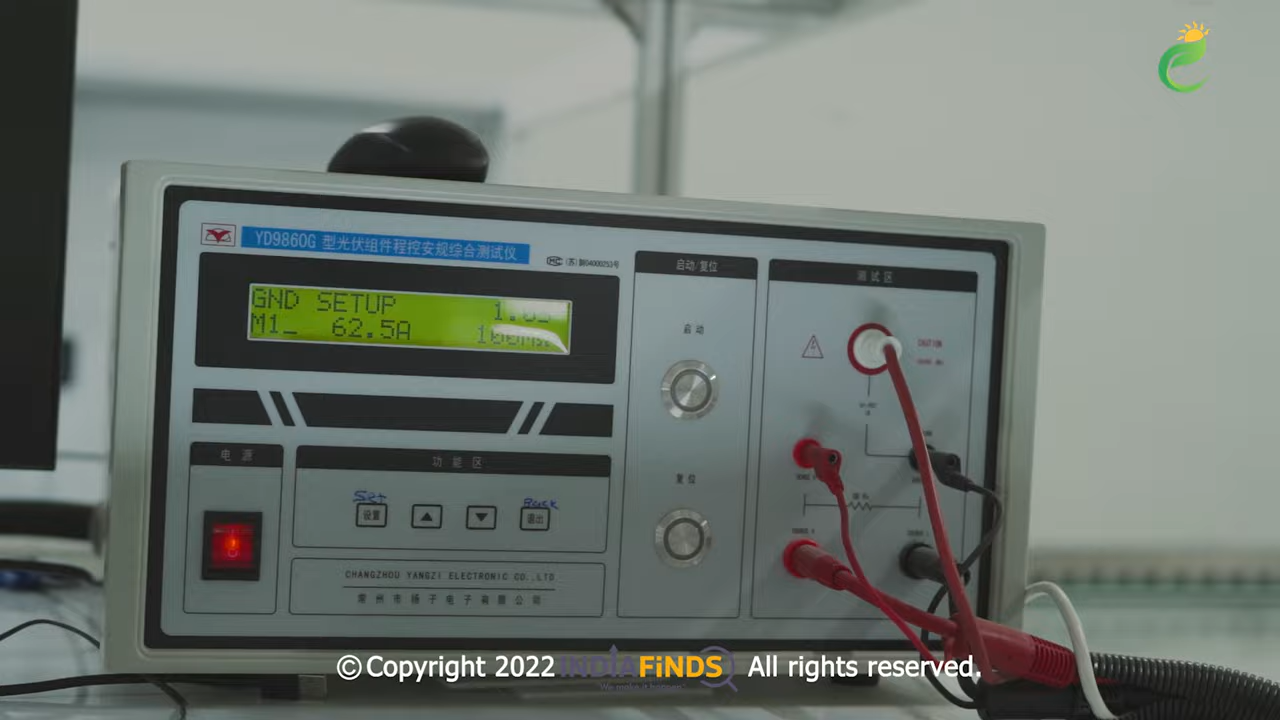 YD9860G 型光伏组件程控安规综合测试仪
GND SETUP
M1_ 62.5A
启动/复位
启动
复位
测试区
电源
功能区
Set
Back
设置
退出
CHANGZHOU YANGZI ELECTRONIC CO.,LTD
常州市扬子电子有限公司
CAUTION
© Copyright 2022 INDIA FiNDS All rights reserved.